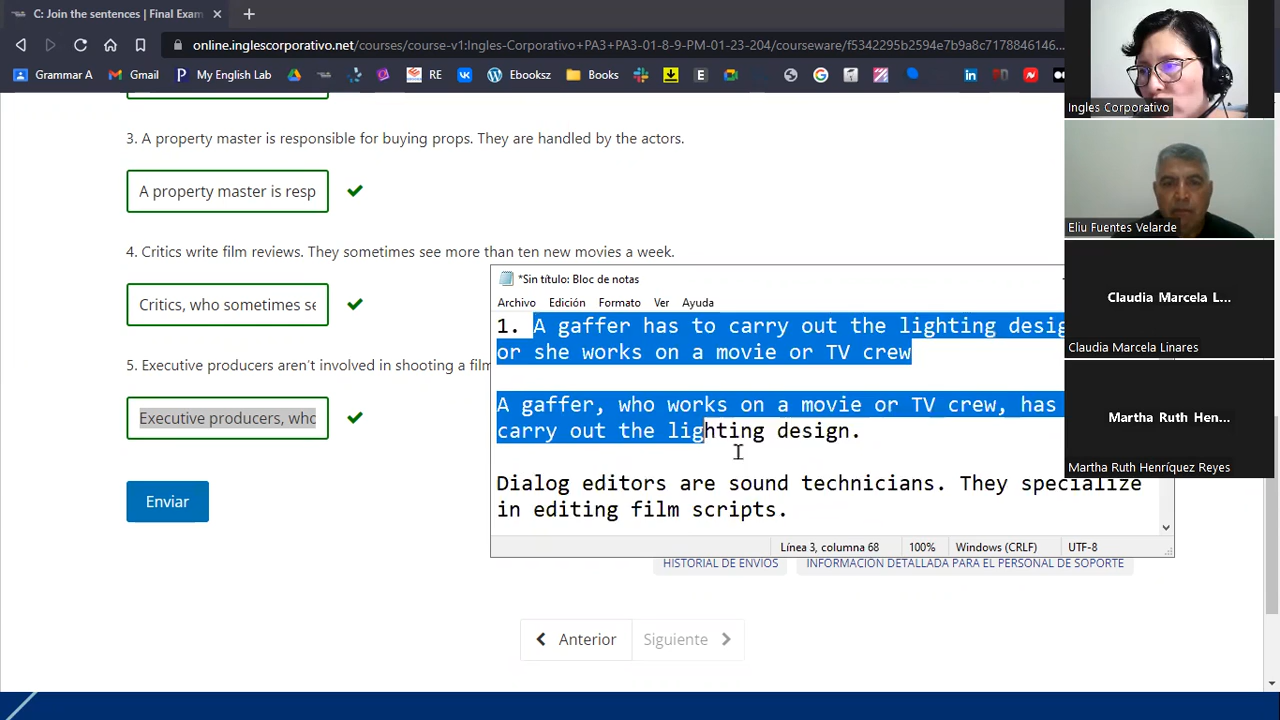 C: Join the sentences | Final Exam
online.inglescorporativo.net/courses/course-v1:Ingles-Corporativo+PA3+PA3-01-8-9-PM-01-23-204/courseware/f5342295b2594e7b9a8c7178846146...
Grammar A
Gmail
My English Lab
RE
Ebooksz
Books
E
3. A property master is responsible for buying props. They are handled by the actors.
A property master is resp
4. Critics write film reviews. They sometimes see more than ten new movies a week.
Critics, who sometimes se
5. Executive producers aren't involved in shooting a film
Executive producers, who
Enviar
*Sin título: Bloc de notas
Archivo Edición Formato Ver Ayuda
1. A gaffer has to carry out the lighting desig
or she works on a movie or TV crew
A gaffer, who works on a movie or TV crew, has
carry out the lighting design.
Dialog editors are sound technicians. They specialize
in editing film scripts.
Línea 3, columna 68 100% Windows (CRLF) UTF-8
HISTORIAL DE ENVÍOS INFORMACIÓN DETALLADA PARA EL PERSONAL DE SOPORTE
Anterior Siguiente
Ingles Corporativo
Eliu Fuentes Velarde
Claudia Marcela L...
Claudia Marcela Linares
Martha Ruth Hen...
Martha Ruth Henríquez Reyes